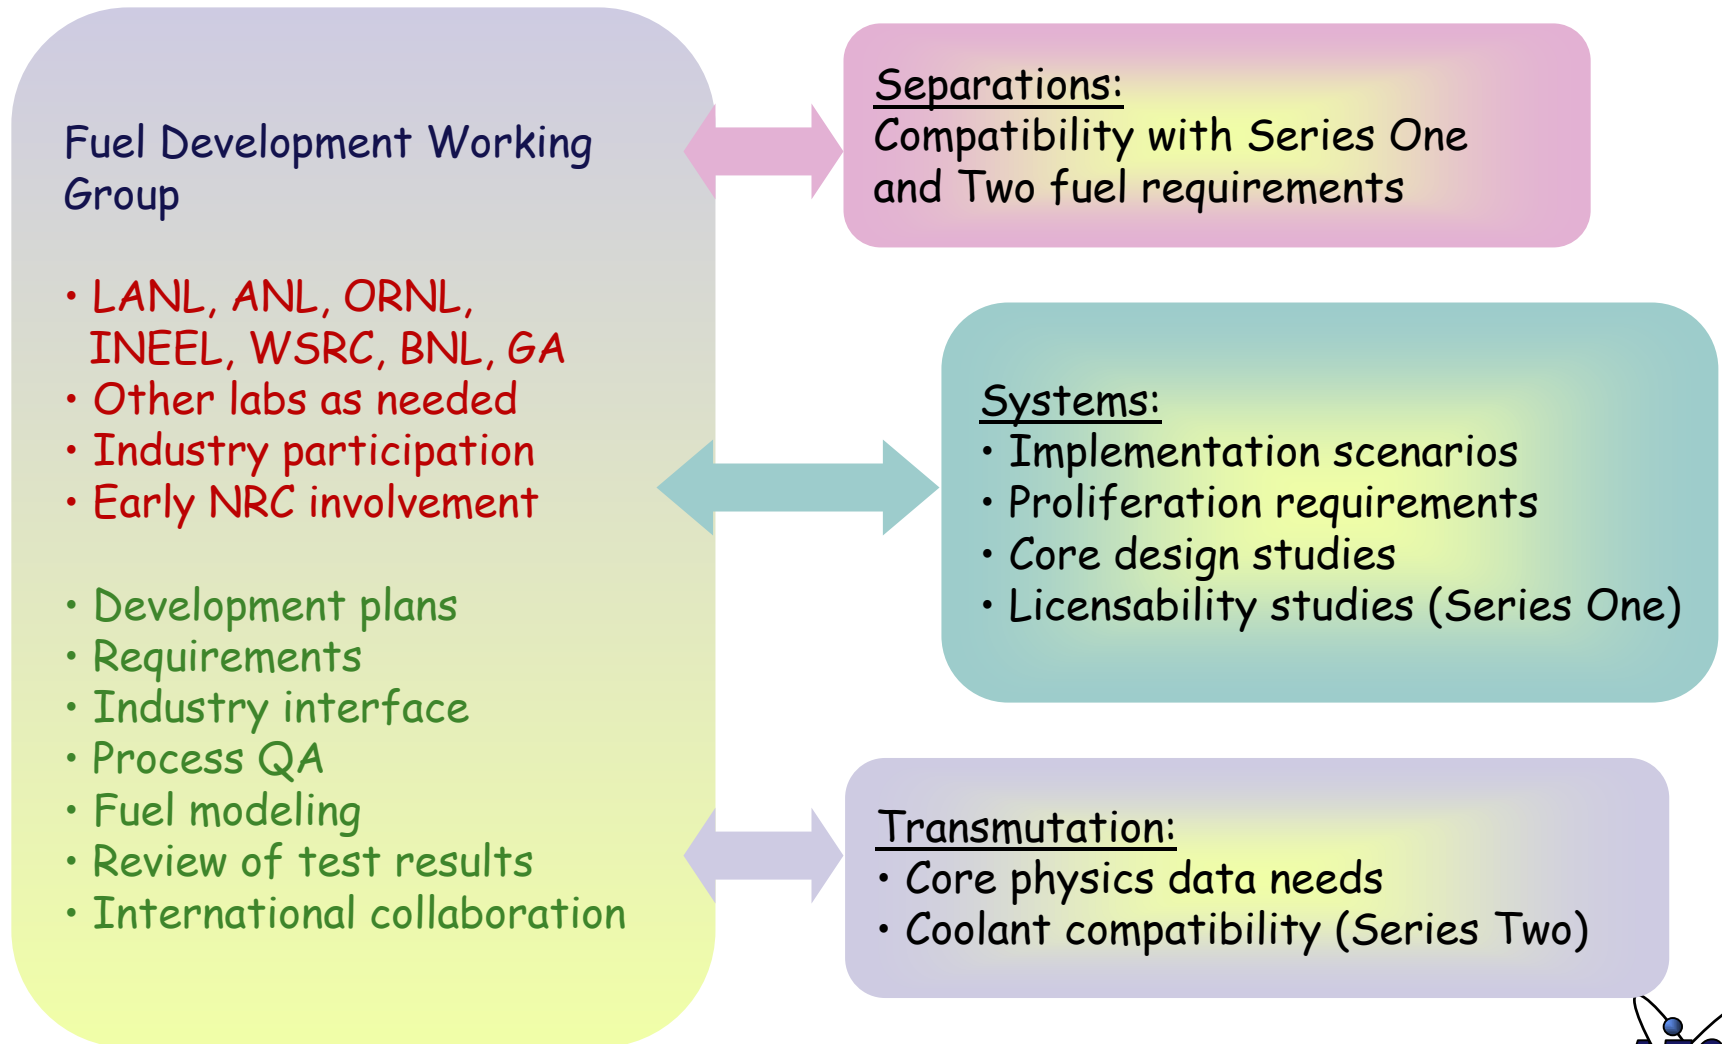 Fuel Development Working
Group
• LANL, ANL, ORNL,
INEEL, WSRC, BNL, GA
• Other labs as needed
• Industry participation
• Early NRC involvement
• Development plans
• Requirements
• Industry interface
• Process QA
• Fuel modeling
• Review of test results
• International collaboration
Separations:
Compatibility with Series One
and Two fuel requirements
Systems:
• Implementation scenarios
• Proliferation requirements
• Core design studies
• Licensability studies (Series One)
Transmutation:
• Core physics data needs
• Coolant compatibility (Series Two)